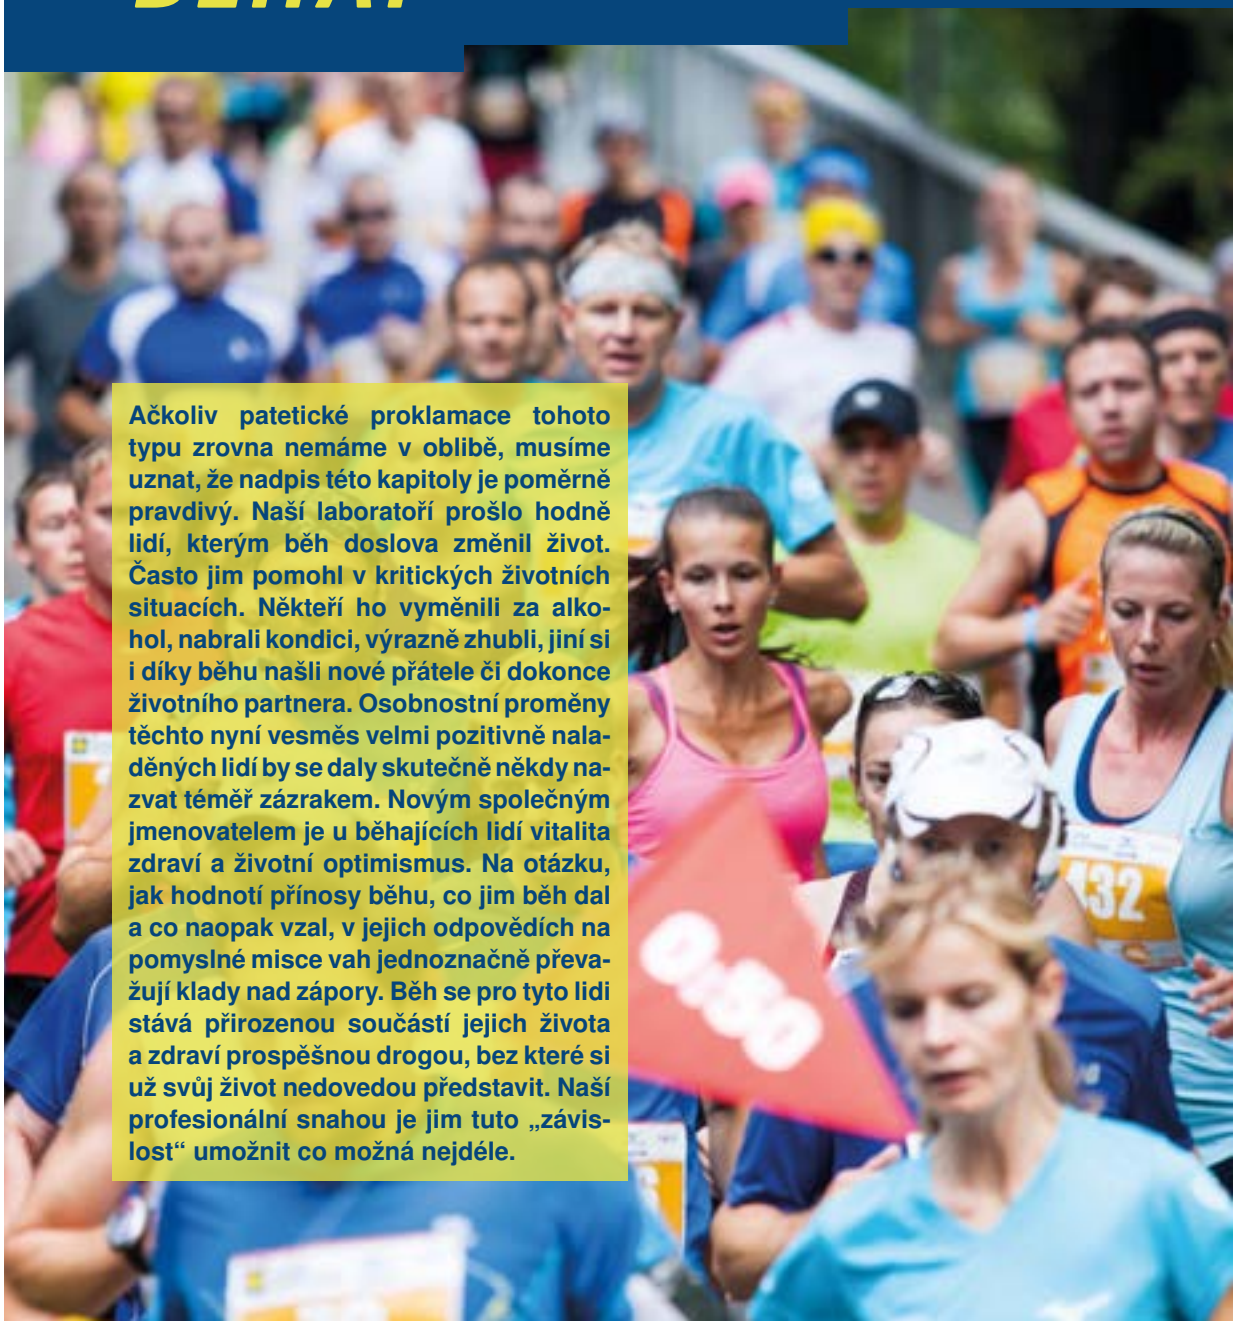 Ačkoliv patetické proklamace tohoto
typu zrovna nemáme v oblibě, musíme
uznat, že nadpis této kapitoly je poměrně
pravdivý. Naší laboratoří prošlo hodně
lidí, kterým běh doslova změnil život.
Často jim pomohl v kritických životních
situacích. Někteří ho vyměnili za alko-
hol, nabrali kondici, výrazně zhubli, jiní si
i díky běhu našli nové přátele či dokonce
životního partnera. Osobnostní proměny
těchto nyní vesměs velmi pozitivně nala-
děných lidí by se daly skutečně někdy na-
zvat téměř zázrakem. Novým společným
jmenovatelem je u běhajících lidí vitalita
zdraví a životní optimismus. Na otázku,
jak hodnotí přínosy běhu, co jim běh dal
a co naopak vzal, v jejich odpovědích na
pomyslné misce vah jednoznačně převa-
žují klady nad zápory. Běh se pro tyto lidi
stává přirozenou součástí jejich života
a zdraví prospěšnou drogou, bez které si
už svůj život nedovedou představit. Naší
profesionální snahou je jim tuto „závis-
lost“ umožnit co možná nejdéle.
432